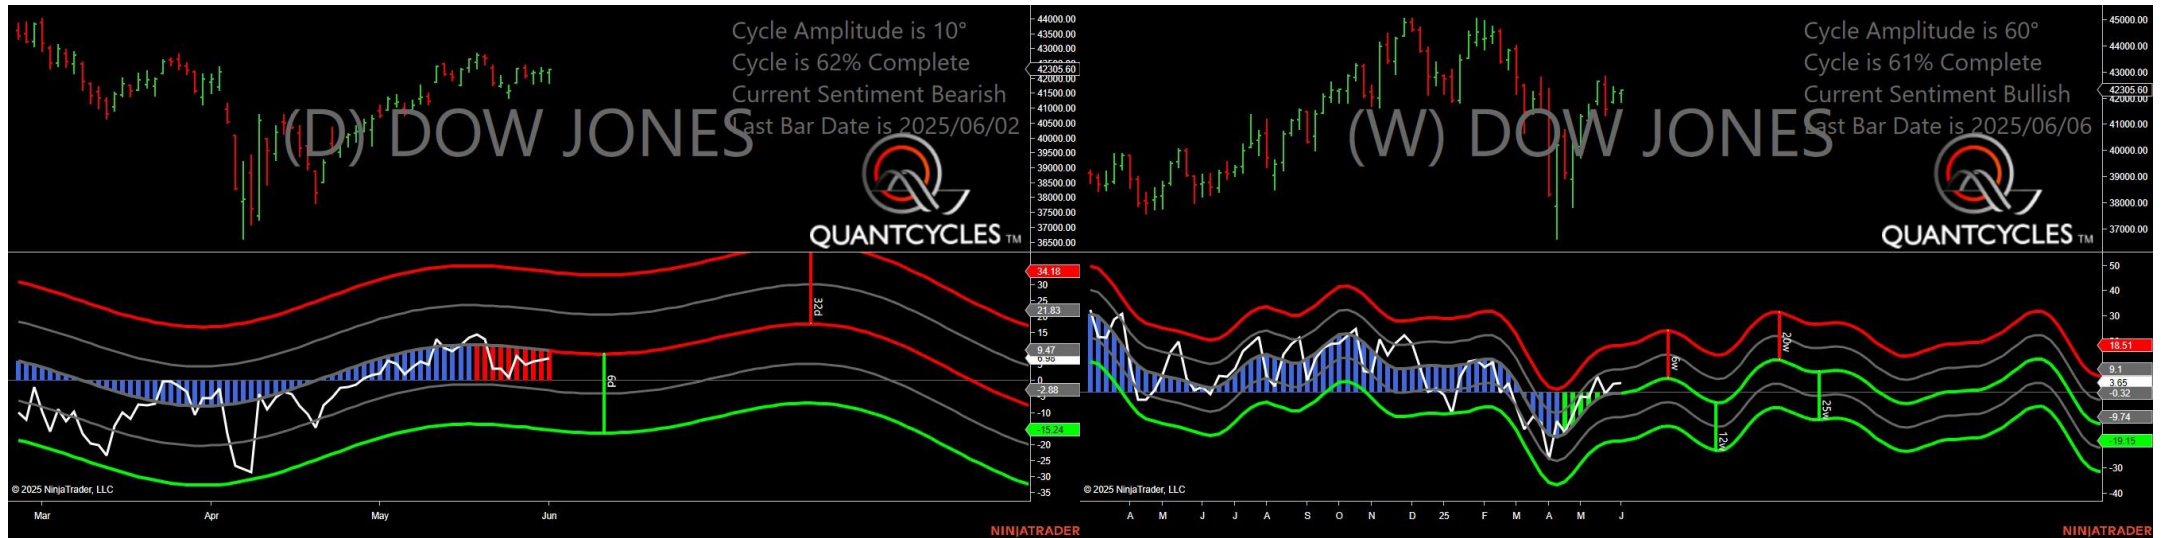 Cycle Amplitude is 10°
Cycle is 62% Complete
Current Sentiment Bearish
Last Bar Date is 2025/06/02
(D) DOW JONES
QUANTCYCLES TM
44000.00
43500.00
43000.00
42305.60
42000.00
41500.00
41000.00
40500.00
40000.00
39500.00
39000.00
38500.00
38000.00
37500.00
37000.00
36500.00
34.18
30
25
21.83
15
9.47
6.98
5
0
-2.88
-5
-10
-15.24
-20
-25
-30
-35
32d
6d
© 2025 NinjaTrader, LLC
Mar
Apr
May
Jun
NINJATRADER
Cycle Amplitude is 60°
Cycle is 61% Complete
Current Sentiment Bullish
Last Bar Date is 2025/06/06
(W) DOW JONES
QUANTCYCLES TM
45000.00
44000.00
43000.00
42305.60
42000.00
41000.00
40000.00
39000.00
38000.00
37000.00
50
40
30
18.51
9.1
3.65
-0.32
-9.74
-19.15
-30
-40
6w
20w
12w
25w
© 2025 NinjaTrader, LLC
A M J J A S O N D 25 F M A M J
NINJATRADER